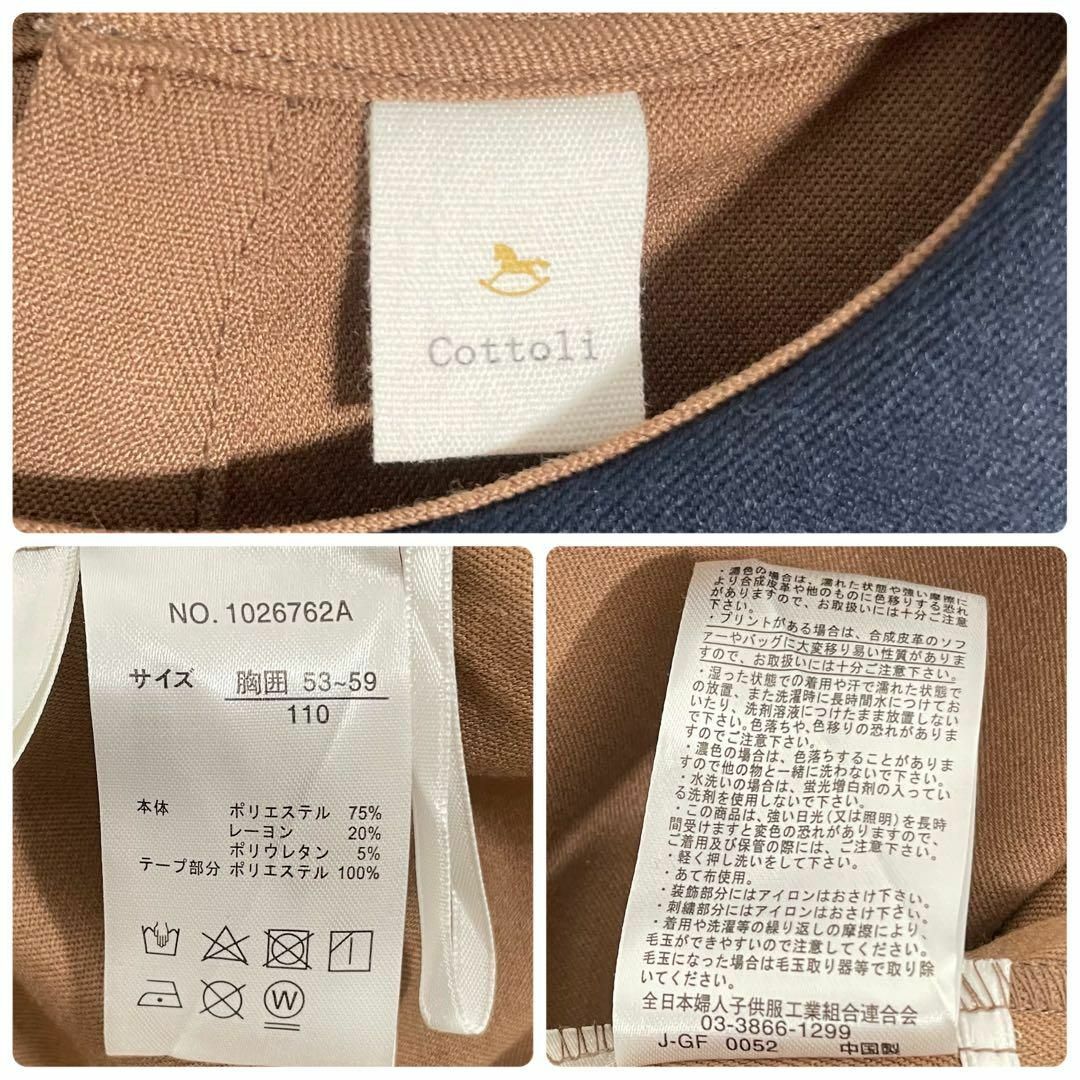 Cottoli
NO. 1026762A
サイズ 胸囲 53~59
110
本体 ポリエステル 75%
レーヨン 20%
ポリウレタン 5%
テープ部分 ポリエステル 100%
W
・濃色の場合は、濡れた状態や強い摩擦に
より合成皮革や他のものに色移りする恐れ
がありますので、お取扱いには十分ご注意
下さい。
・プリントがある場合は、合成皮革のソフ
ァーやバッグに大変移り易い性質がありま
すので、お取扱いには十分ご注意下さい。
・湿った状態での着用や汗で濡れた状態で
の放置、また洗濯時に長時間水につけてお
いたり、洗剤溶液につけたまま放置しない
で下さい。色落ちや、色移りの恐れがありま
すのでご注意下さい。
・濃色の場合は、色落ちすることがありま
すので他の物と一緒に洗わないで下さい。
・水洗いの場合は、蛍光増白剤の入ってい
る洗剤を使用しないで下さい。
・この商品は、強い日光(又は照明)を長時
間受けますと変色の恐れがありますので、
ご着用及び保管の際には、ご注意下さい。
・軽く押し洗いをして下さい。
・あて布使用。
・装飾部分にはアイロンはおさけ下さい。
・刺繍部分にはアイロンはおさけ下さい。
・着用や洗濯等の繰り返しの摩擦により、
毛玉ができやすいので注意してください。
毛玉になった場合は毛玉取り器等で取り除
いてください。
全日本婦人子供服工業組合連合会
03-3866-1299
J-GF 0052 中国製